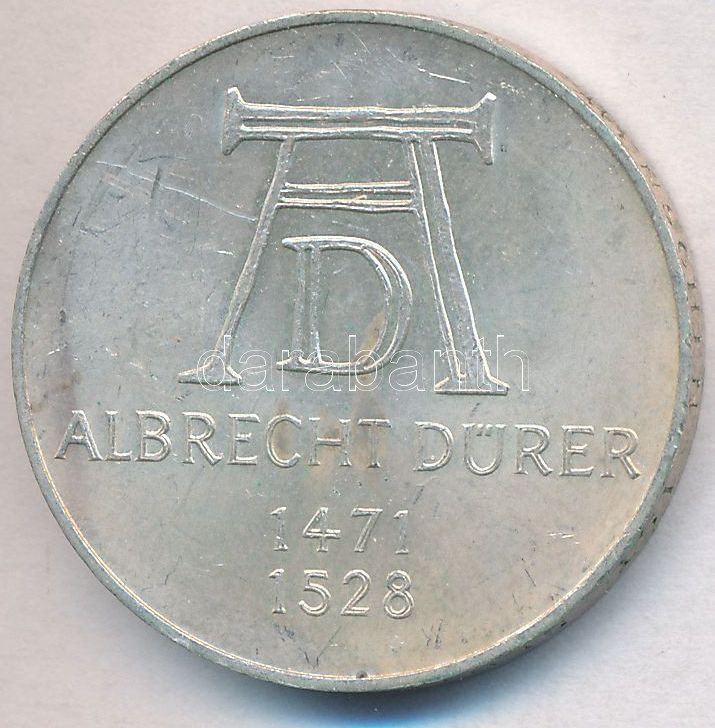 AD
darabanth
ALBRECHT DÜRER
1471
1528